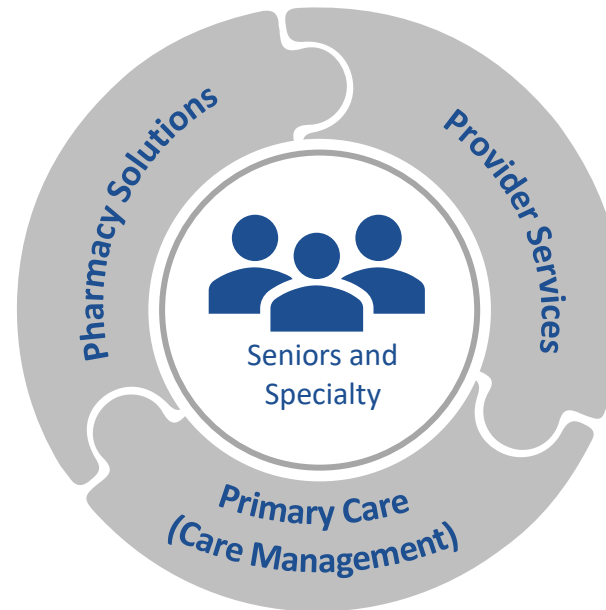 Pharmacy Solutions
Provider Services
Seniors and
Specialty
Primary Care
(Care Management)